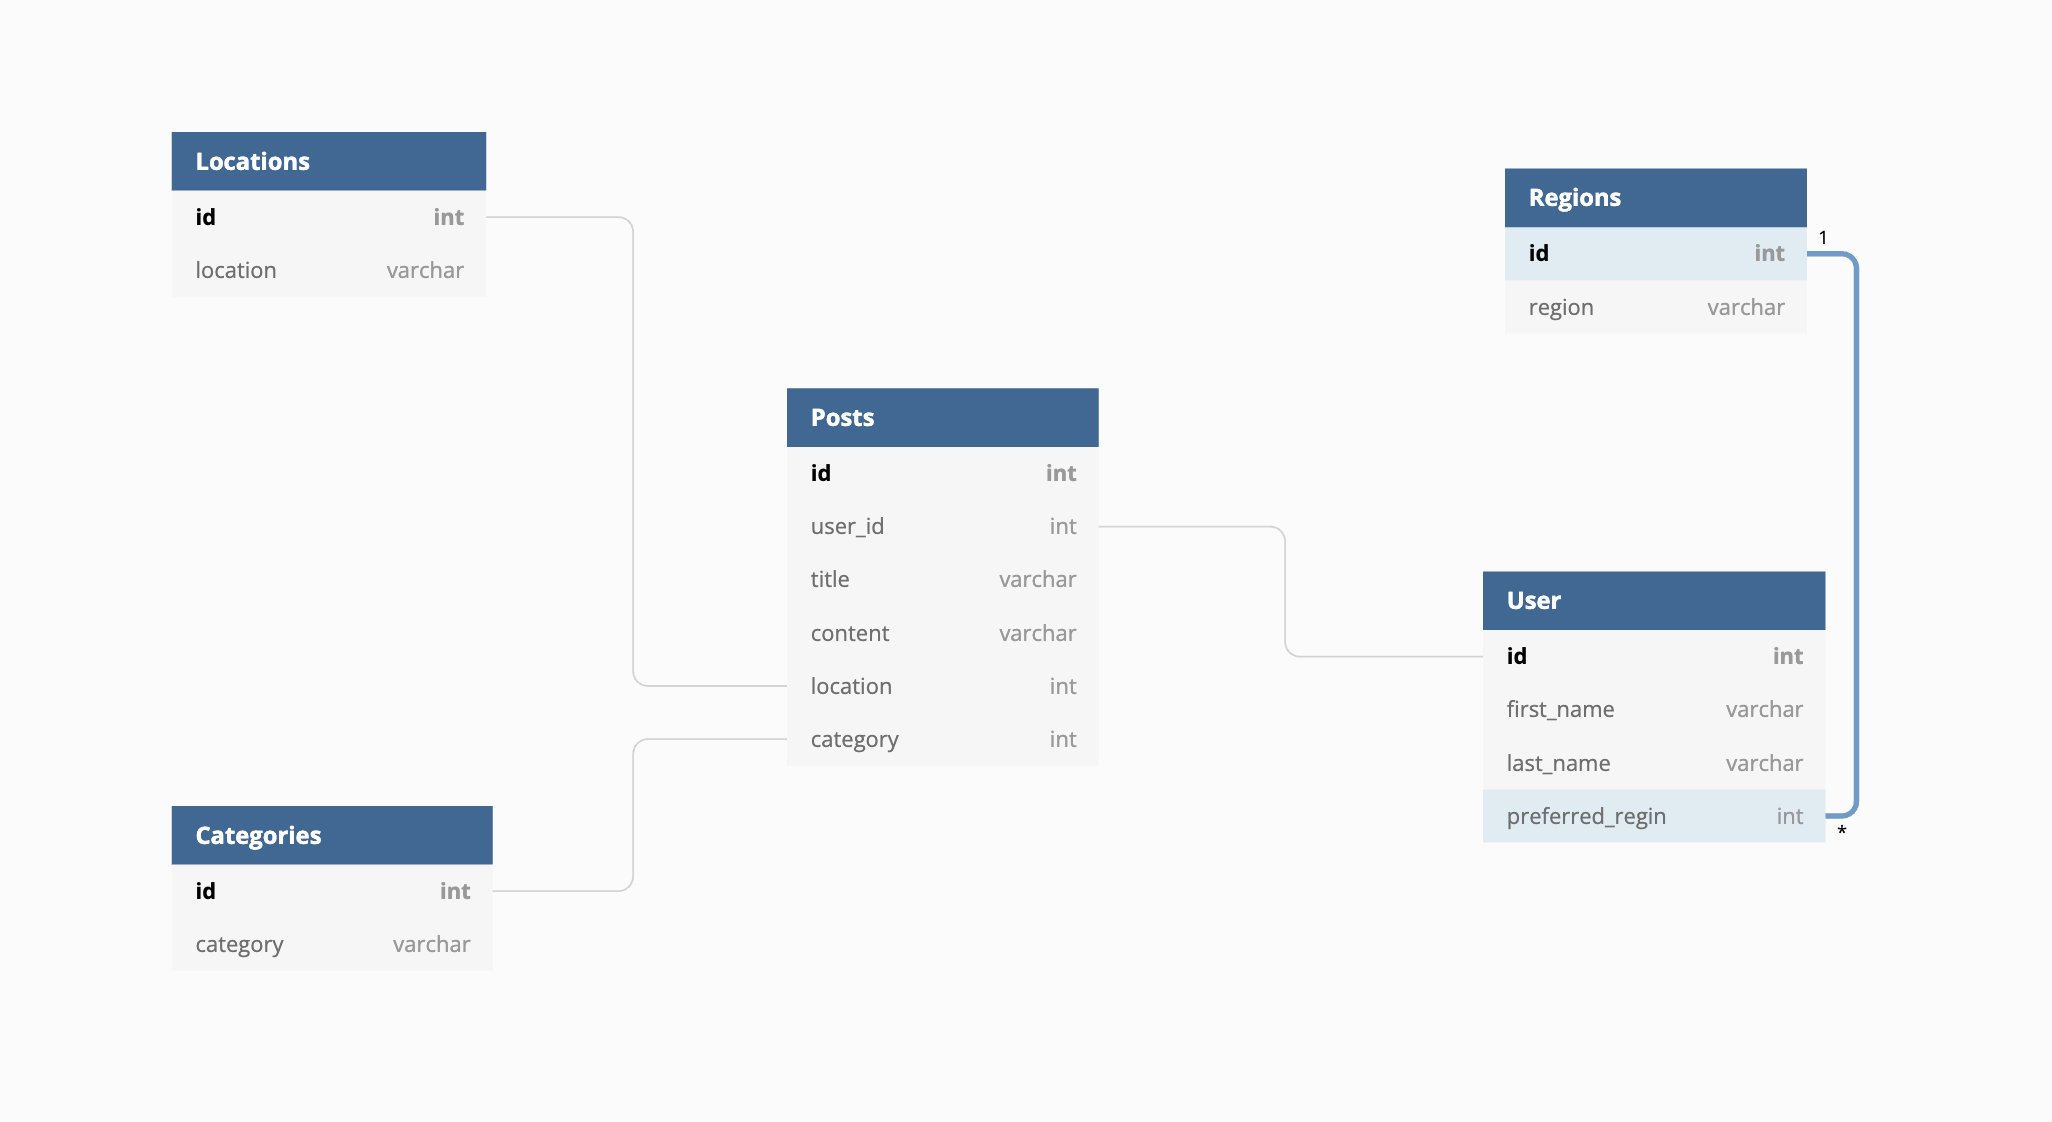 Locations
id int
location varchar
Regions
id int 1
region varchar
Posts
id int
user_id int
title varchar
content varchar
location int
category int
User
id int
first_name varchar
last_name varchar
preferred_regin int *
Categories
id int
category varchar